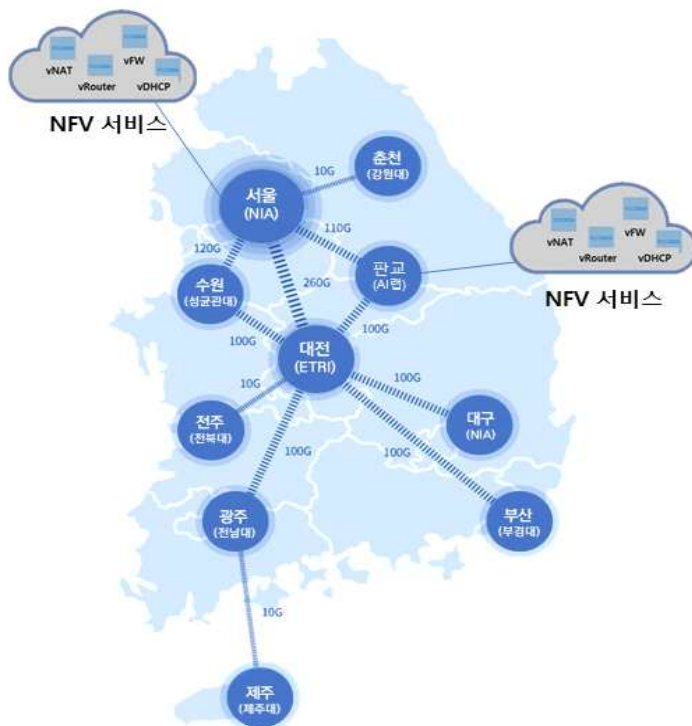 vNAT
vFW
vRouter
vDHCP
NFV 서비스
춘천
(강원대)
10G
서울
(NIA)
110G
vNAT
vFW
vRouter
vDHCP
NFV 서비스
120G
판교
(AI랩)
수원
(성균관대)
260G
100G
100G
대전
(ETRI)
10G
100G
전주
(전북대)
대구
(NIA)
100G
100G
광주
(전남대)
부산
(부경대)
10G
제주
(제주대)